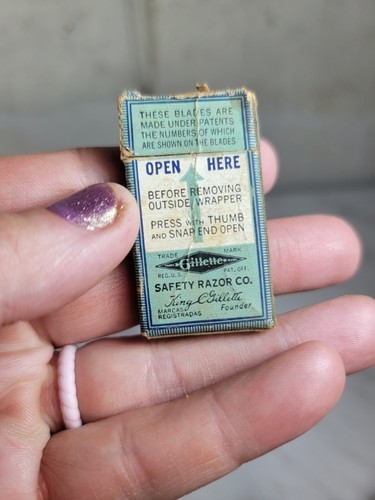 THESE BLADES ARE
MADE UNDER PATENTS
THE NUMBERS OF WHICH
ARE SHOWN ON THE BLADES
OPEN HERE
BEFORE REMOVING
OUTSIDE WRAPPER
PRESS WITH THUMB
AND SNAP END OPEN
TRADE MARK
Gillette
REG. U.S. PAT. OFF.
SAFETY RAZOR CO.
King C Gillette
MARCAS Founder
REGISTRADAS